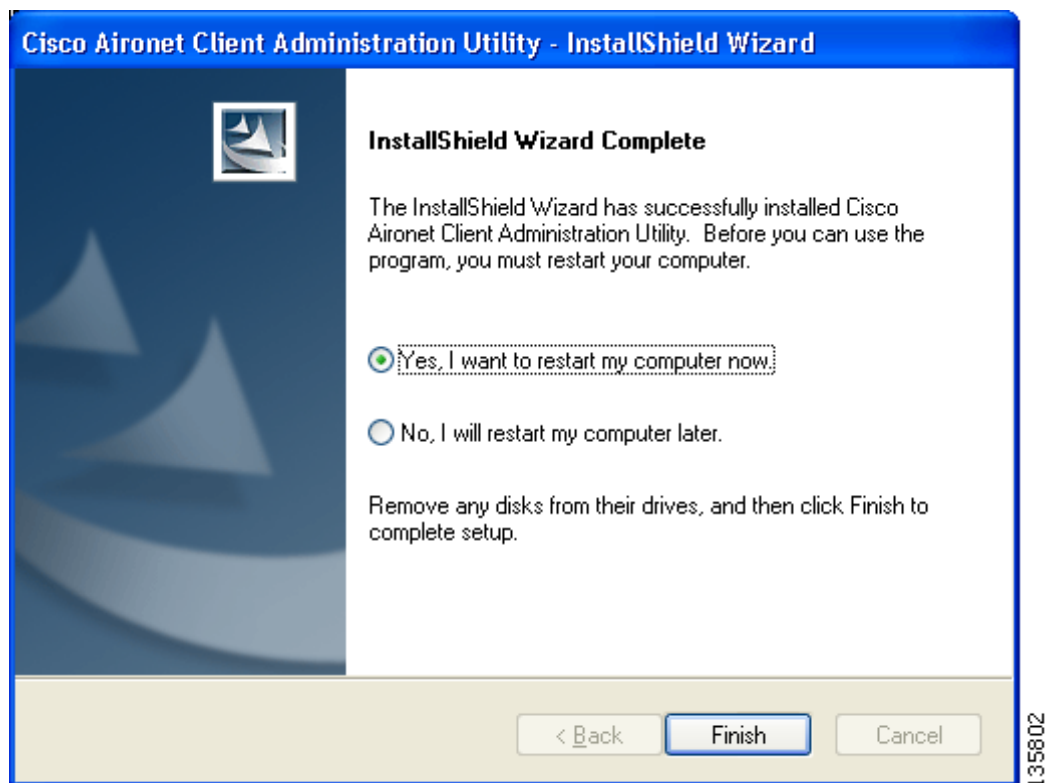 Cisco Aironet Client Administration Utility - InstallShield Wizard
InstallShield Wizard Complete
The InstallShield Wizard has successfully installed Cisco
Aironet Client Administration Utility.  Before you can use the
program, you must restart your computer.
Yes, I want to restart my computer now.
No, I will restart my computer later.
Remove any disks from their drives, and then click Finish to
complete setup.
< Back
Finish
Cancel
135802